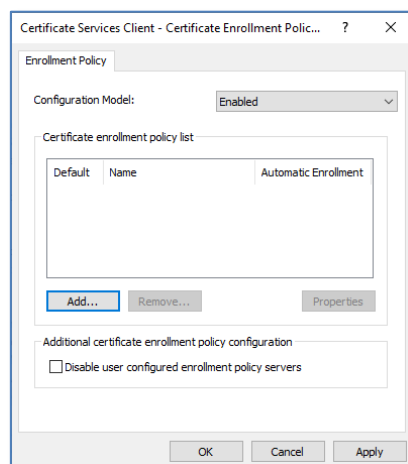 Certificate Services Client - Certificate Enrollment Polic... ?
Enrollment Policy
Configuration Model: Enabled
Certificate enrollment policy list
Default Name Automatic Enrollment
Add... Remove... Properties
Additional certificate enrollment policy configuration
Disable user configured enrollment policy servers
OK Cancel Apply